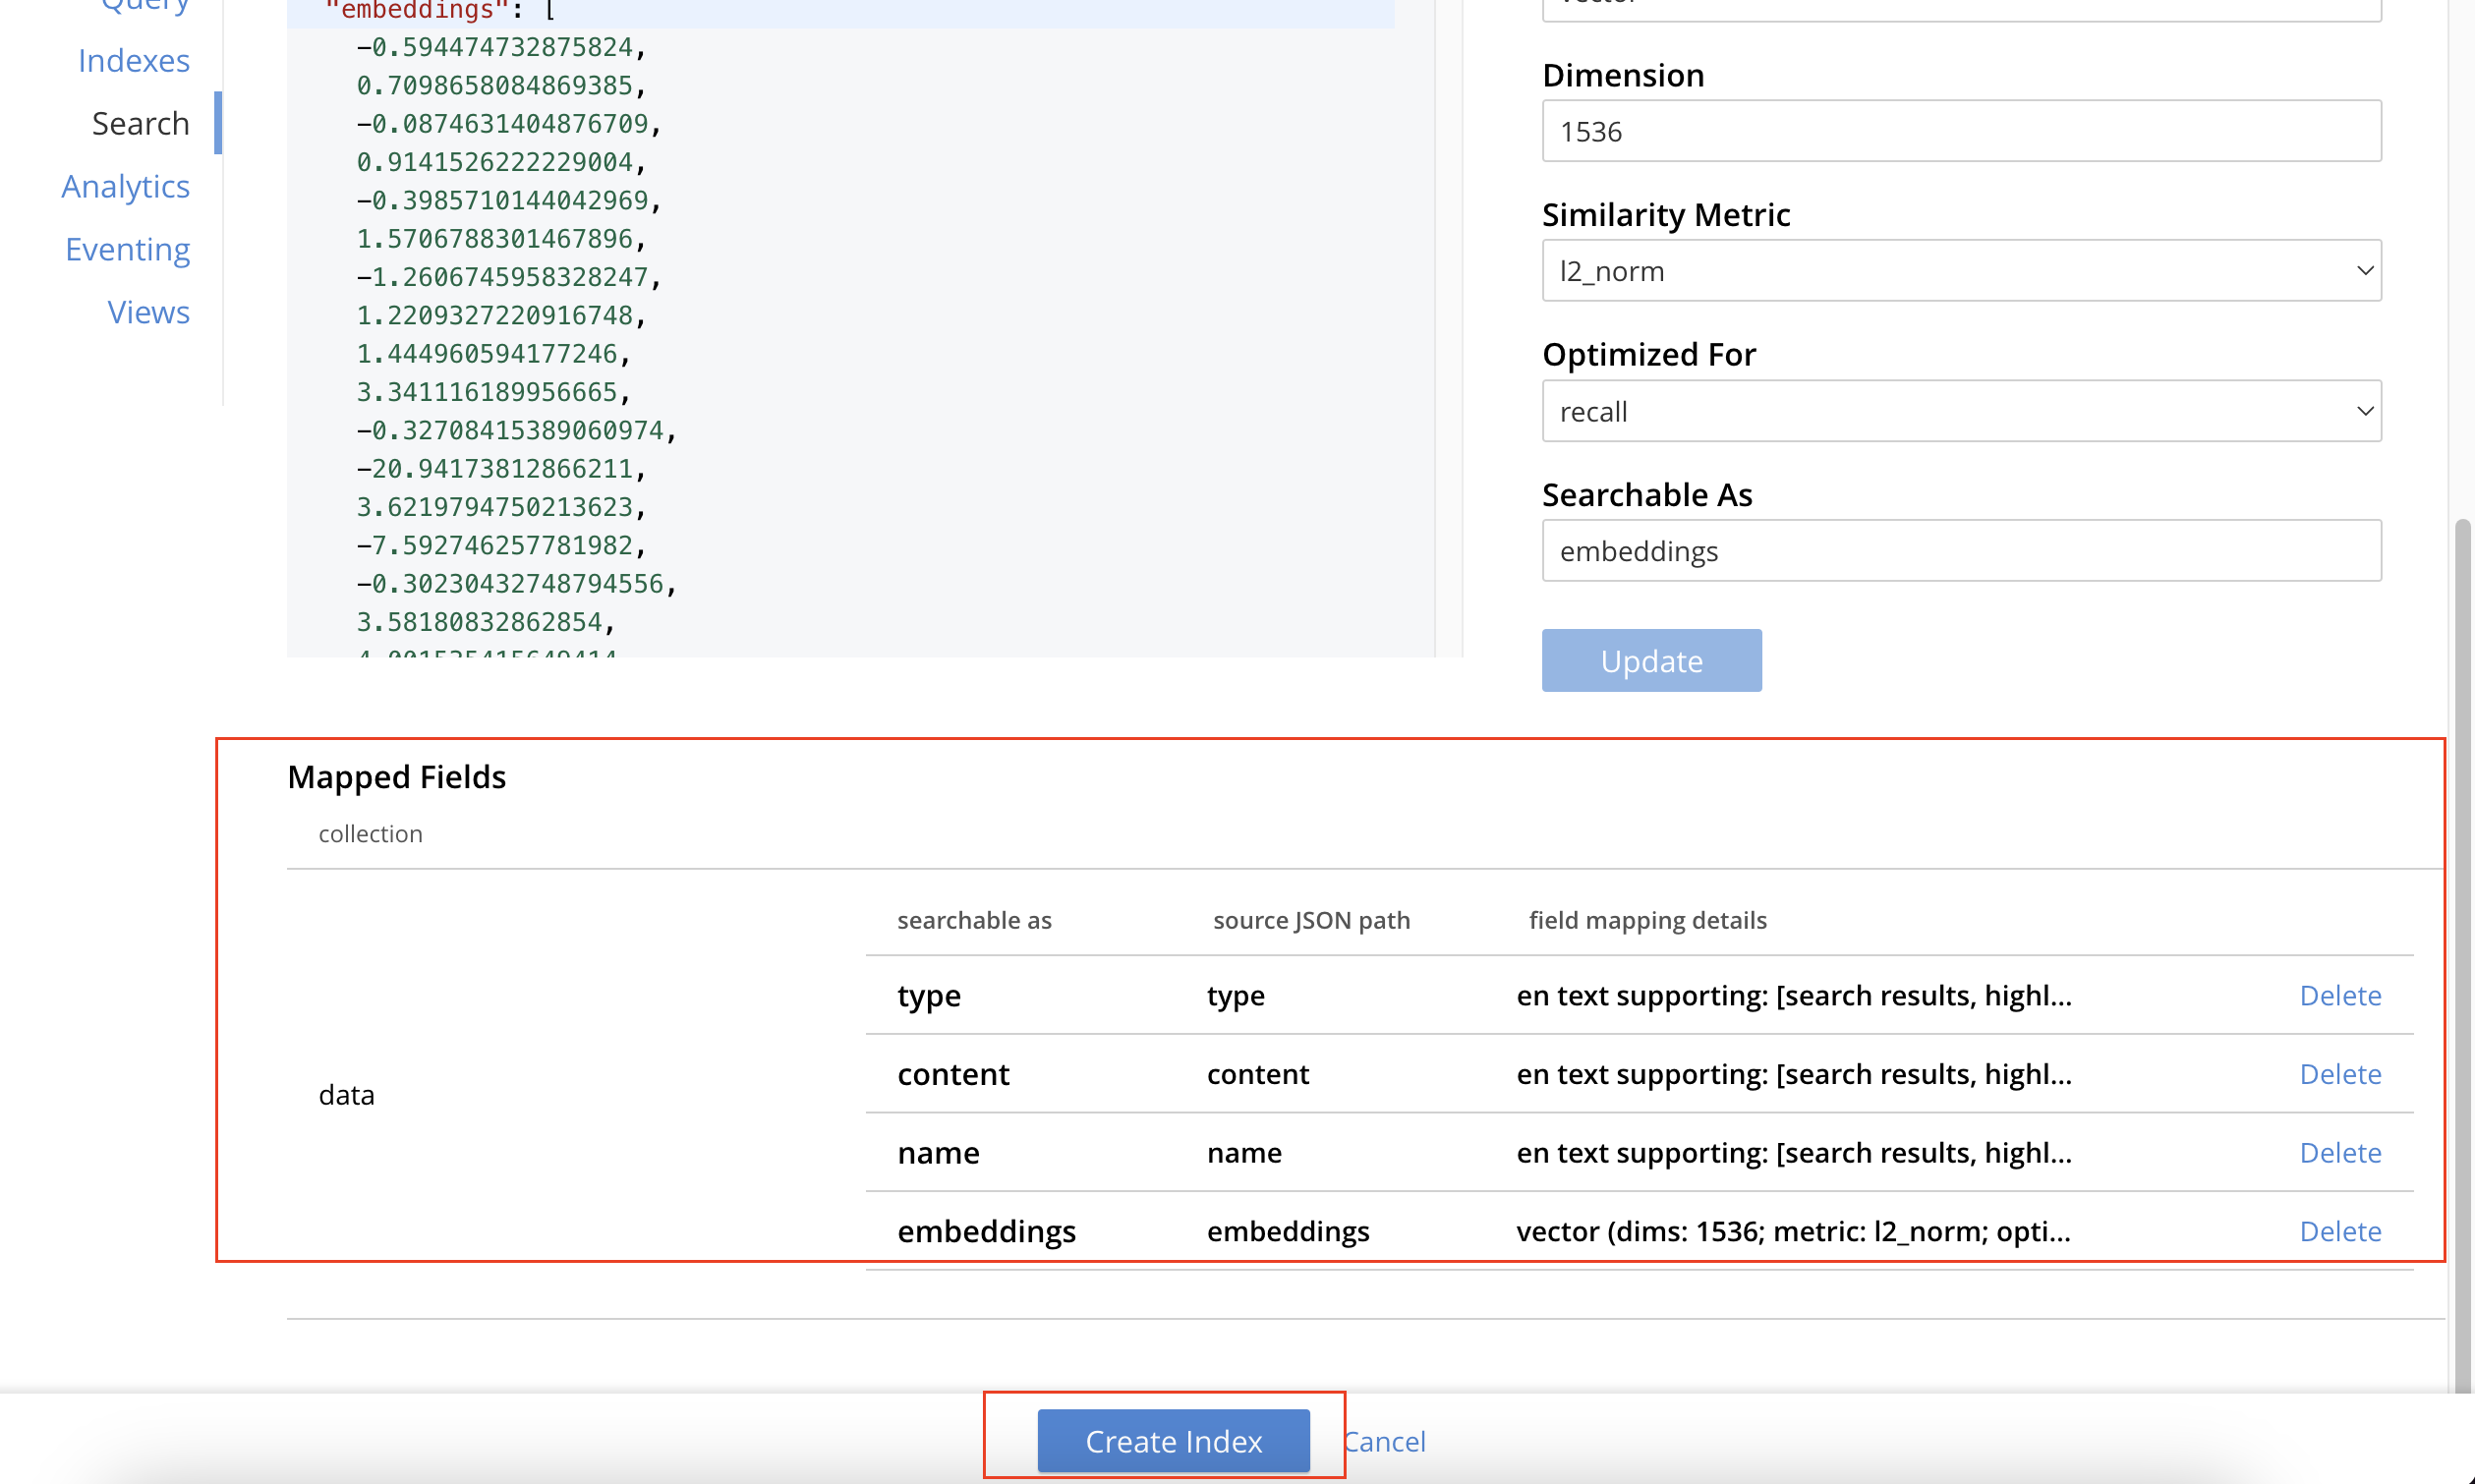 Query
Indexes
Search
Analytics
Eventing
Views
"embeddings": [
-0.594474732875824,
0.7098658084869385,
-0.0874631404876709,
0.9141526222229004,
-0.3985710144042969,
1.5706788301467896,
-1.2606745958328247,
1.2209327220916748,
1.444960594177246,
3.341116189956665,
-0.32708415389060974,
-20.94173812866211,
3.6219794750213623,
-7.592746257781982,
-0.30230432748794556,
3.58180832862854,
vector
Dimension
1536
Similarity Metric
l2_norm
Optimized For
recall
Searchable As
embeddings
Update
Mapped Fields
collection
searchable as source JSON path field mapping details
type type en text supporting: [search results, highl... Delete
content content en text supporting: [search results, highl... Delete
data
name name en text supporting: [search results, highl... Delete
embeddings embeddings vector (dims: 1536; metric: l2_norm; opti... Delete
Create Index Cancel